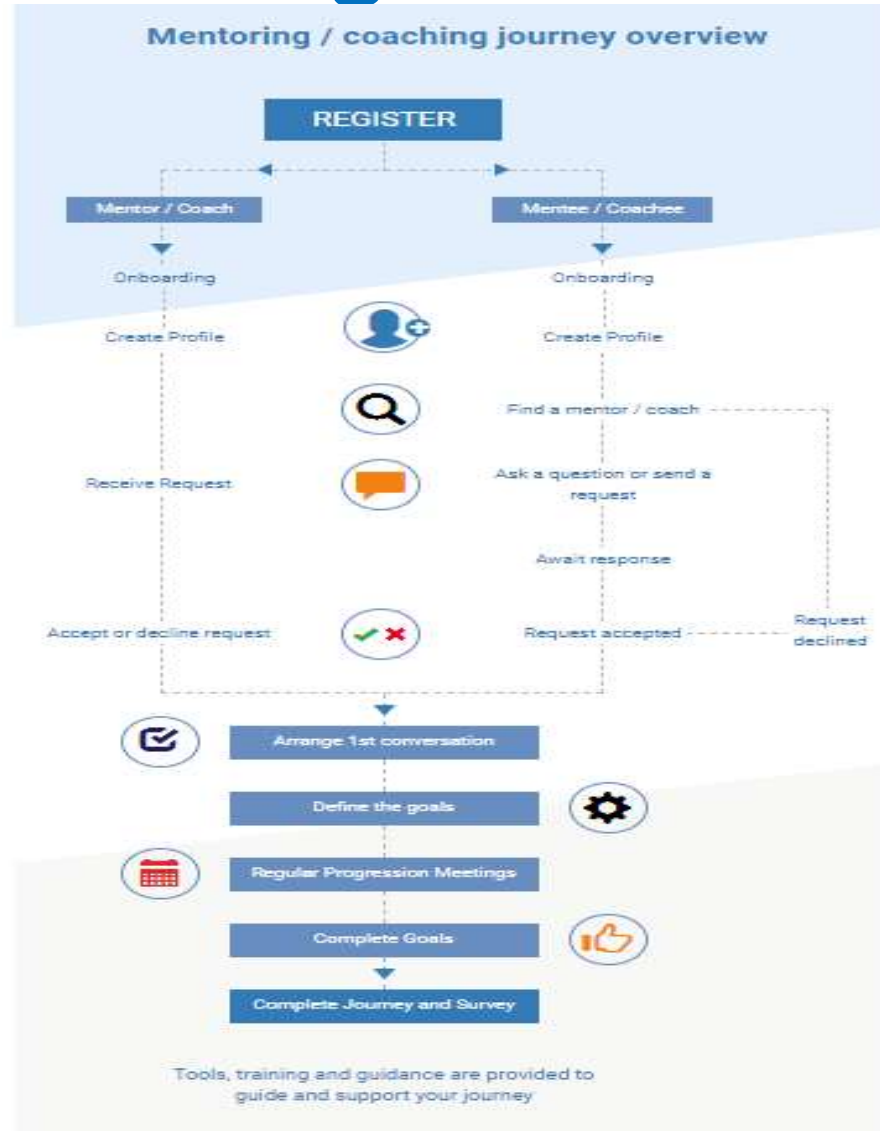 Mentoring / coaching journey overview
REGISTER
Mentor / Coach
Mentee / Coachee
Onboarding
Onboarding
Create Profile
Create Profile
Find a mentor / coach
Receive Request
Ask a question or send a
request
Await response
Accept or decline request
Request accepted
Request
declined
Arrange 1st conversation
Define the goals
Regular Progression Meetings
Complete Goals
Complete Journey and Survey
Tools, training and guidance are provided to
guide and support your journey